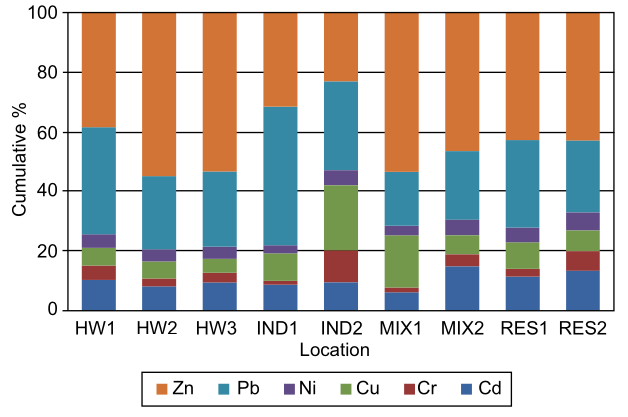 Cumulative %
100
80
60
40
20
0
HW1 HW2 HW3 IND1 IND2 MIX1 MIX2 RES1 RES2
Location
Zn Pb Ni Cu Cr Cd